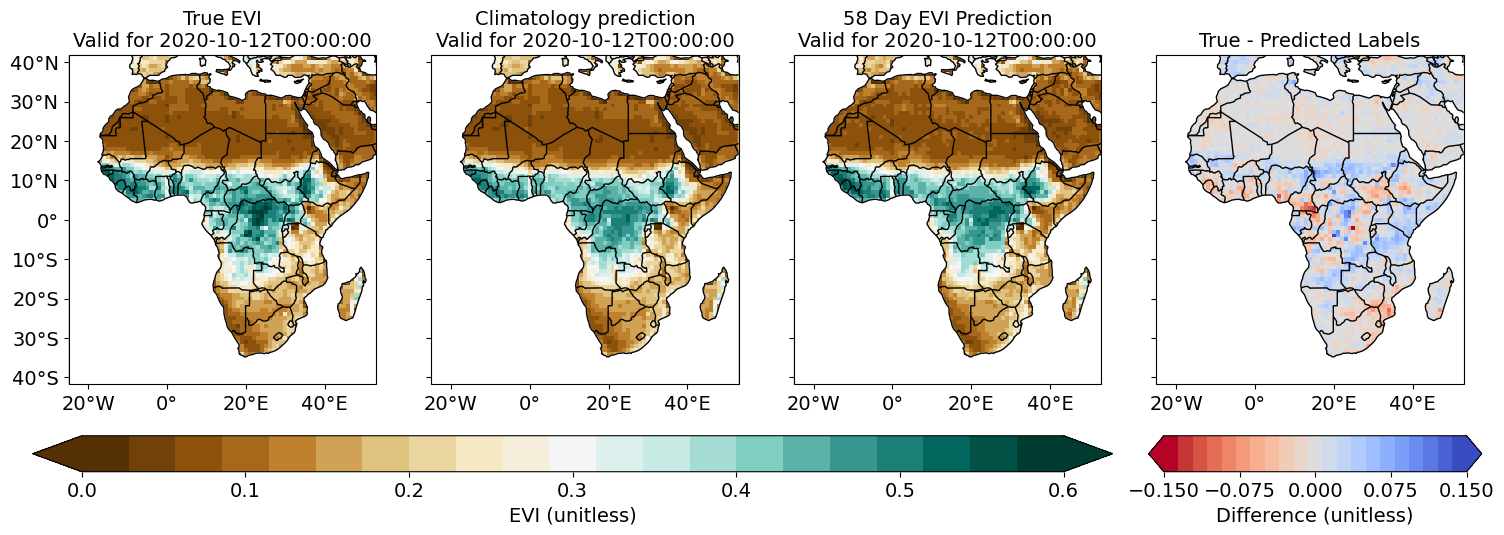 True EVI
Valid for 2020-10-12T00:00:00
Climatology prediction
Valid for 2020-10-12T00:00:00
58 Day EVI Prediction
Valid for 2020-10-12T00:00:00
True - Predicted Labels
40°N
30°N
20°N
10°N
0°
10°S
20°S
30°S
40°S
20°W 0° 20°E 40°E
20°W 0° 20°E 40°E
20°W 0° 20°E 40°E
20°W 0° 20°E 40°E
0.0 0.1 0.2 0.3 0.4 0.5 0.6
EVI (unitless)
−0.150 −0.075 0.000 0.075 0.150
Difference (unitless)